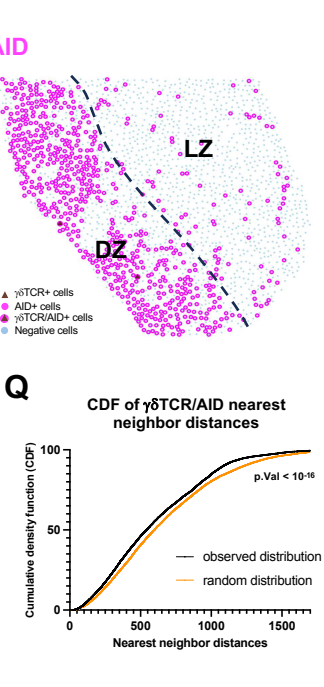 AID
LZ
DZ
γδTCR+ cells
AID+ cells
γδTCR/AID+ cells
Negative cells
Q
CDF of γδTCR/AID nearest
neighbor distances
Cumulative density function (CDF)
100
50
0
p.Val < 10-16
observed distribution
random distribution
0 500 1000 1500
Nearest neighbor distances